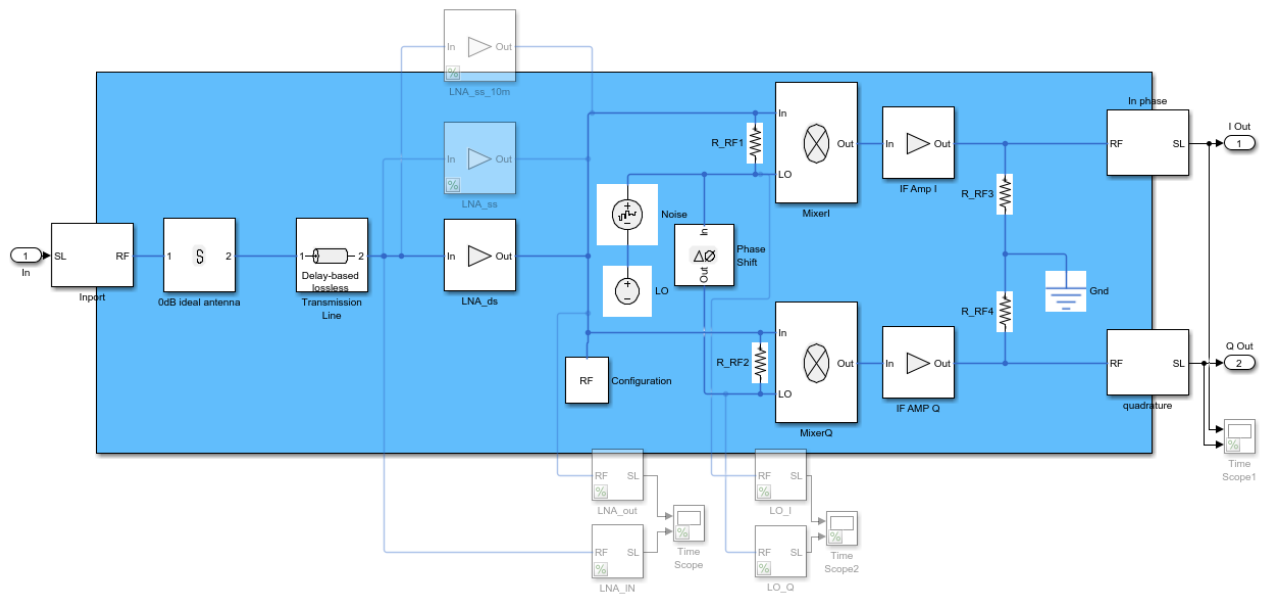 In Out
%
LNA_ss_10m
In phase
In
R_RF1
Out
LO
MixerI
In Out
IF Amp I
RF SL
I Out
1
In Out
%
LNA_ss
R_RF3
Noise
In
ΔØ
Out
Phase
Shift
1
In
SL RF
Inport
1 S 2
0dB ideal antenna
1 2
Delay-based
lossless
Transmission
Line
In Out
LNA_ds
LO
Gnd
R_RF4
In
R_RF2
Out
LO
MixerQ
In Out
IF AMP Q
RF SL
quadrature
Q Out
2
RF
Configuration
%
Time
Scope1
RF SL
%
LNA_out
RF SL
%
LO_I
%
Time
Scope
%
Time
Scope2
RF SL
%
LNA_IN
RF SL
%
LO_Q